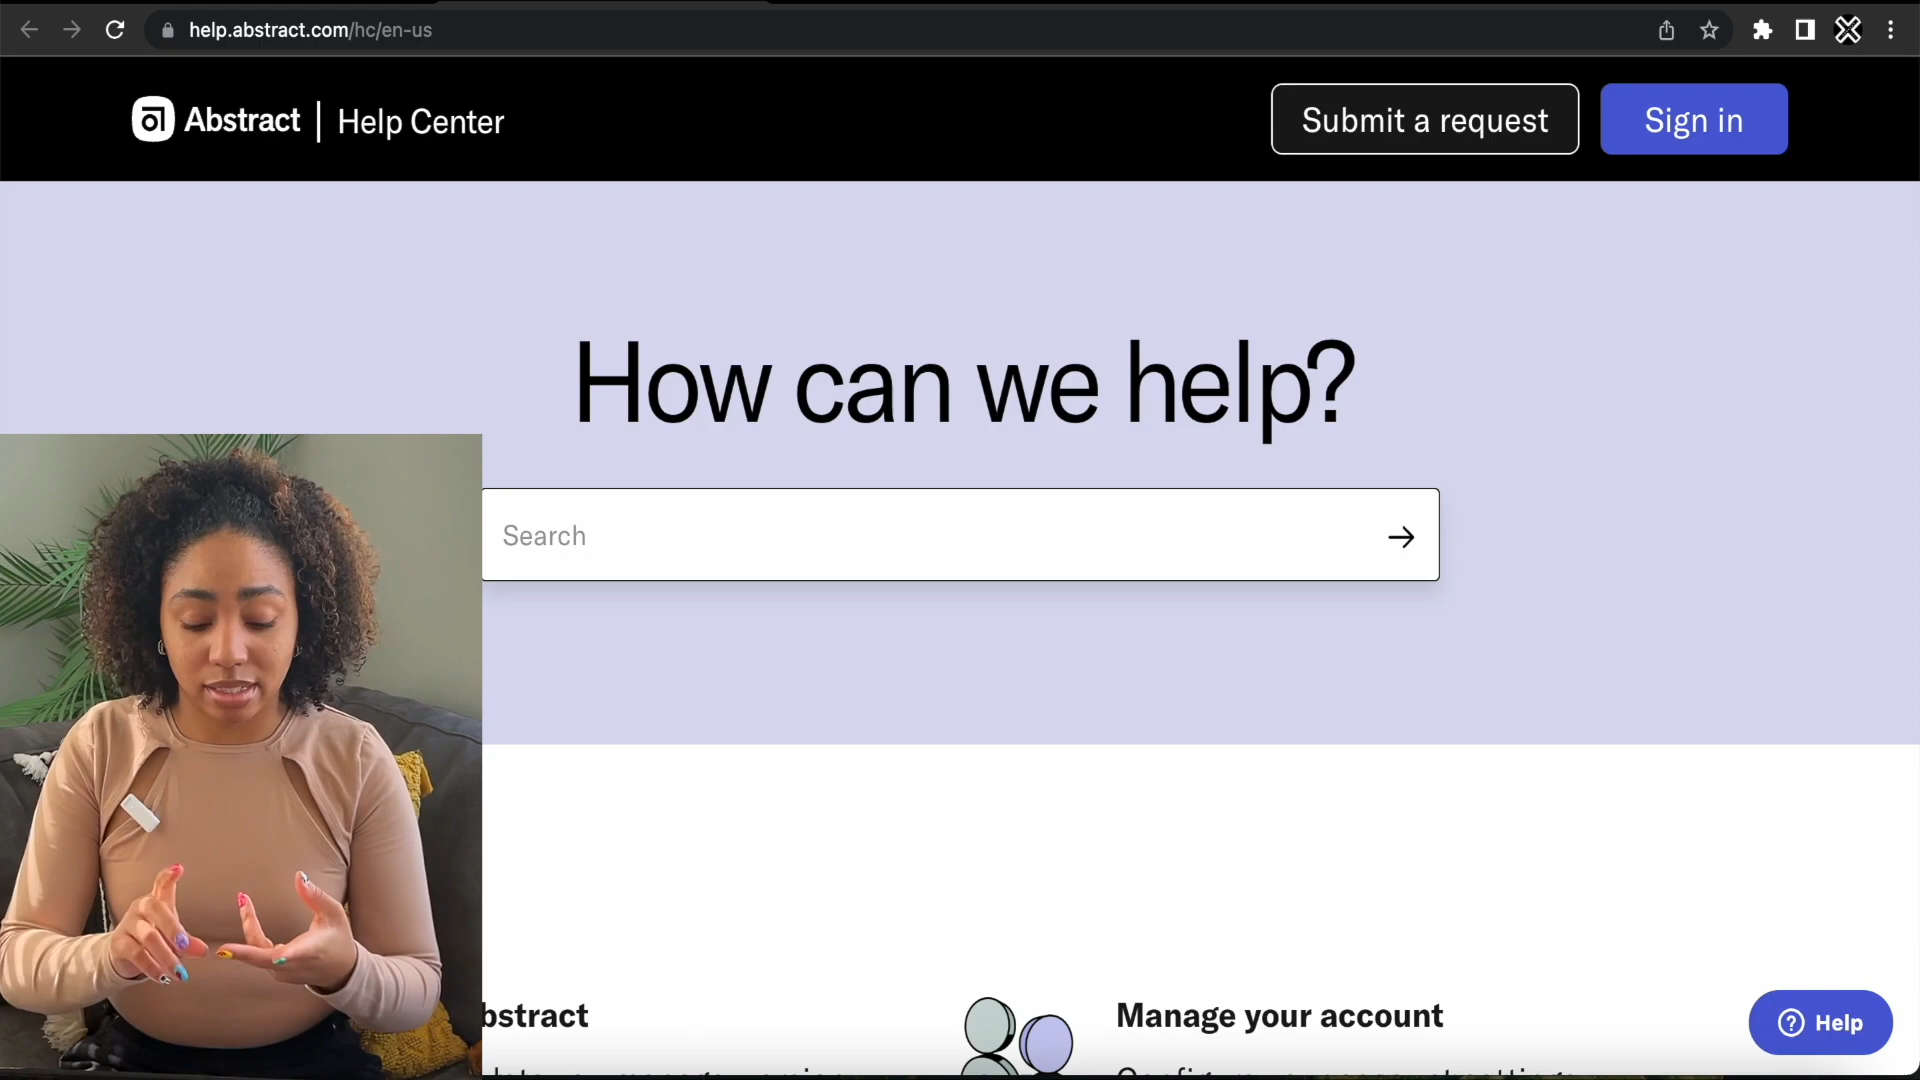 help.abstract.com/hc/en-us
Abstract | Help Center
Submit a request
Sign in
How can we help?
Search
bstract
Manage your account
Help